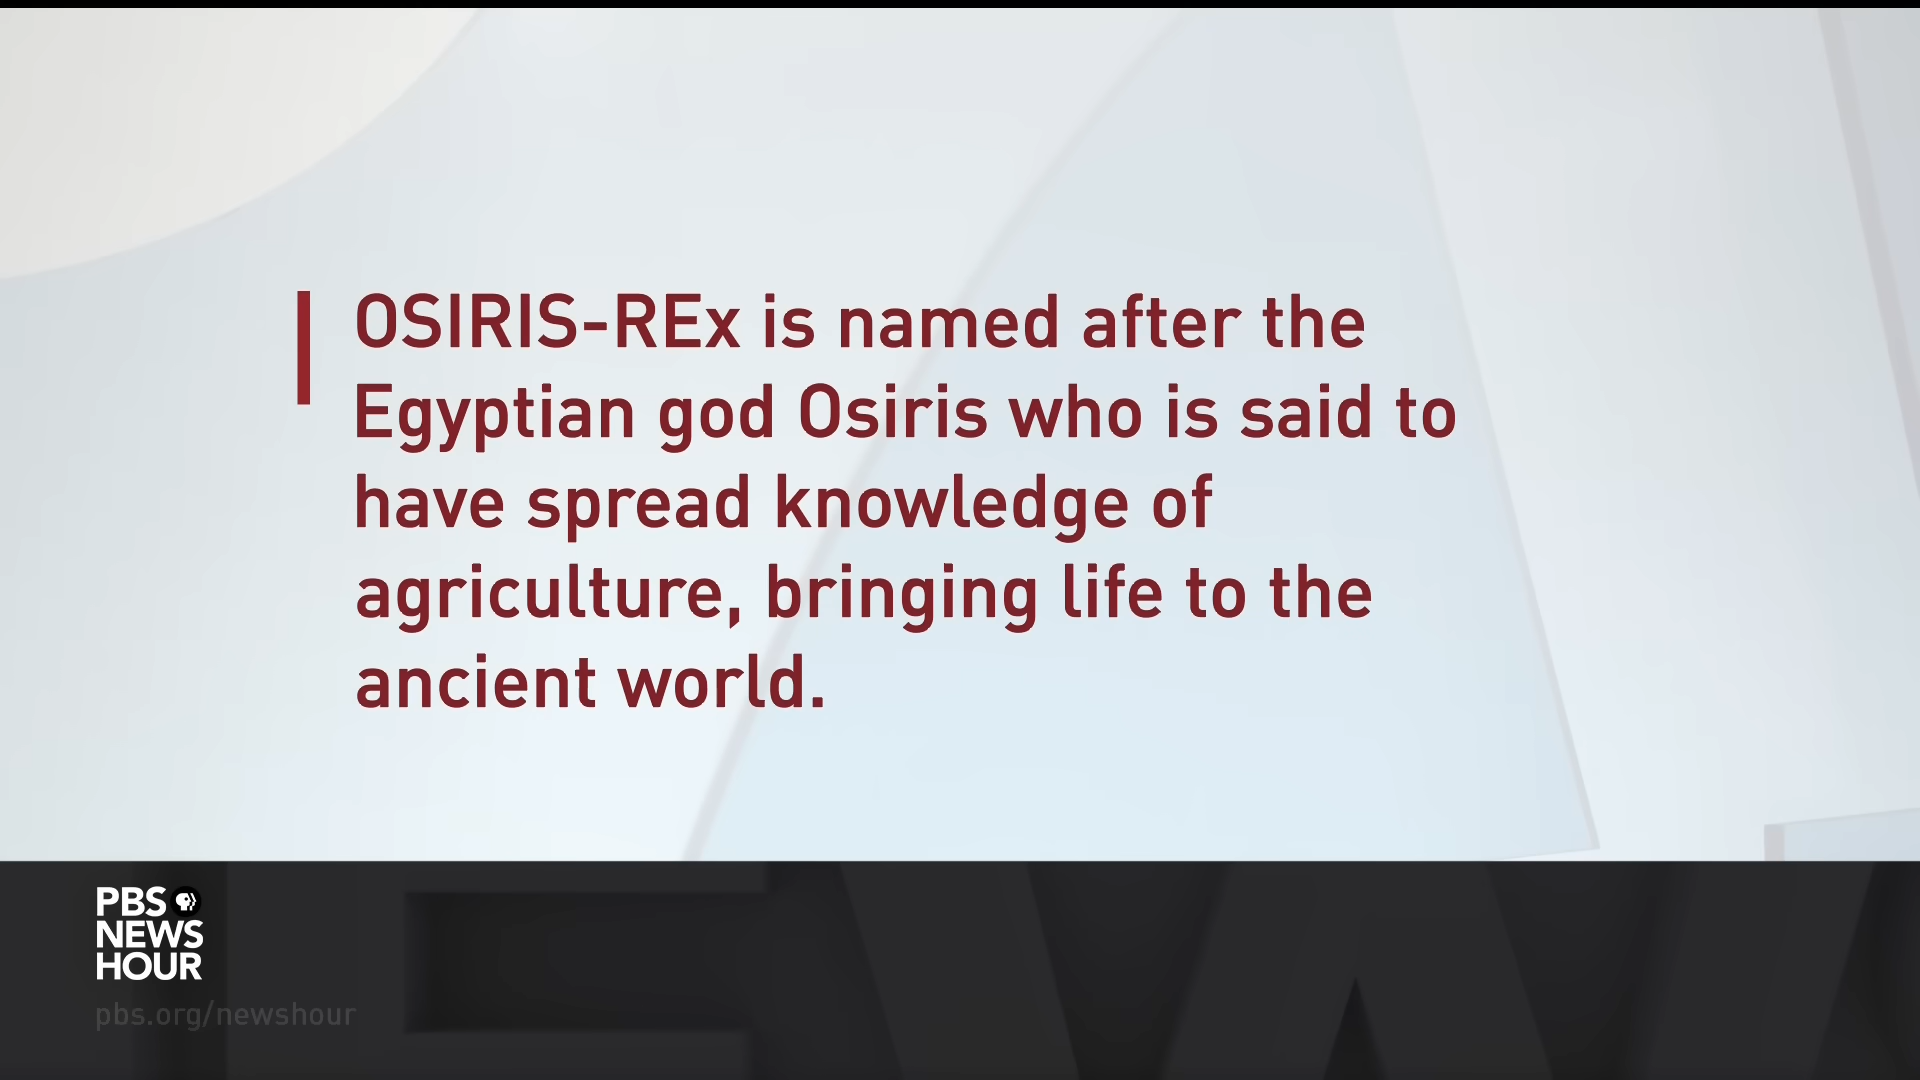 OSIRIS-REx is named after the
Egyptian god Osiris who is said to
have spread knowledge of
agriculture, bringing life to the
ancient world.
PBS
NEWS
HOUR
pbs.org/newshour